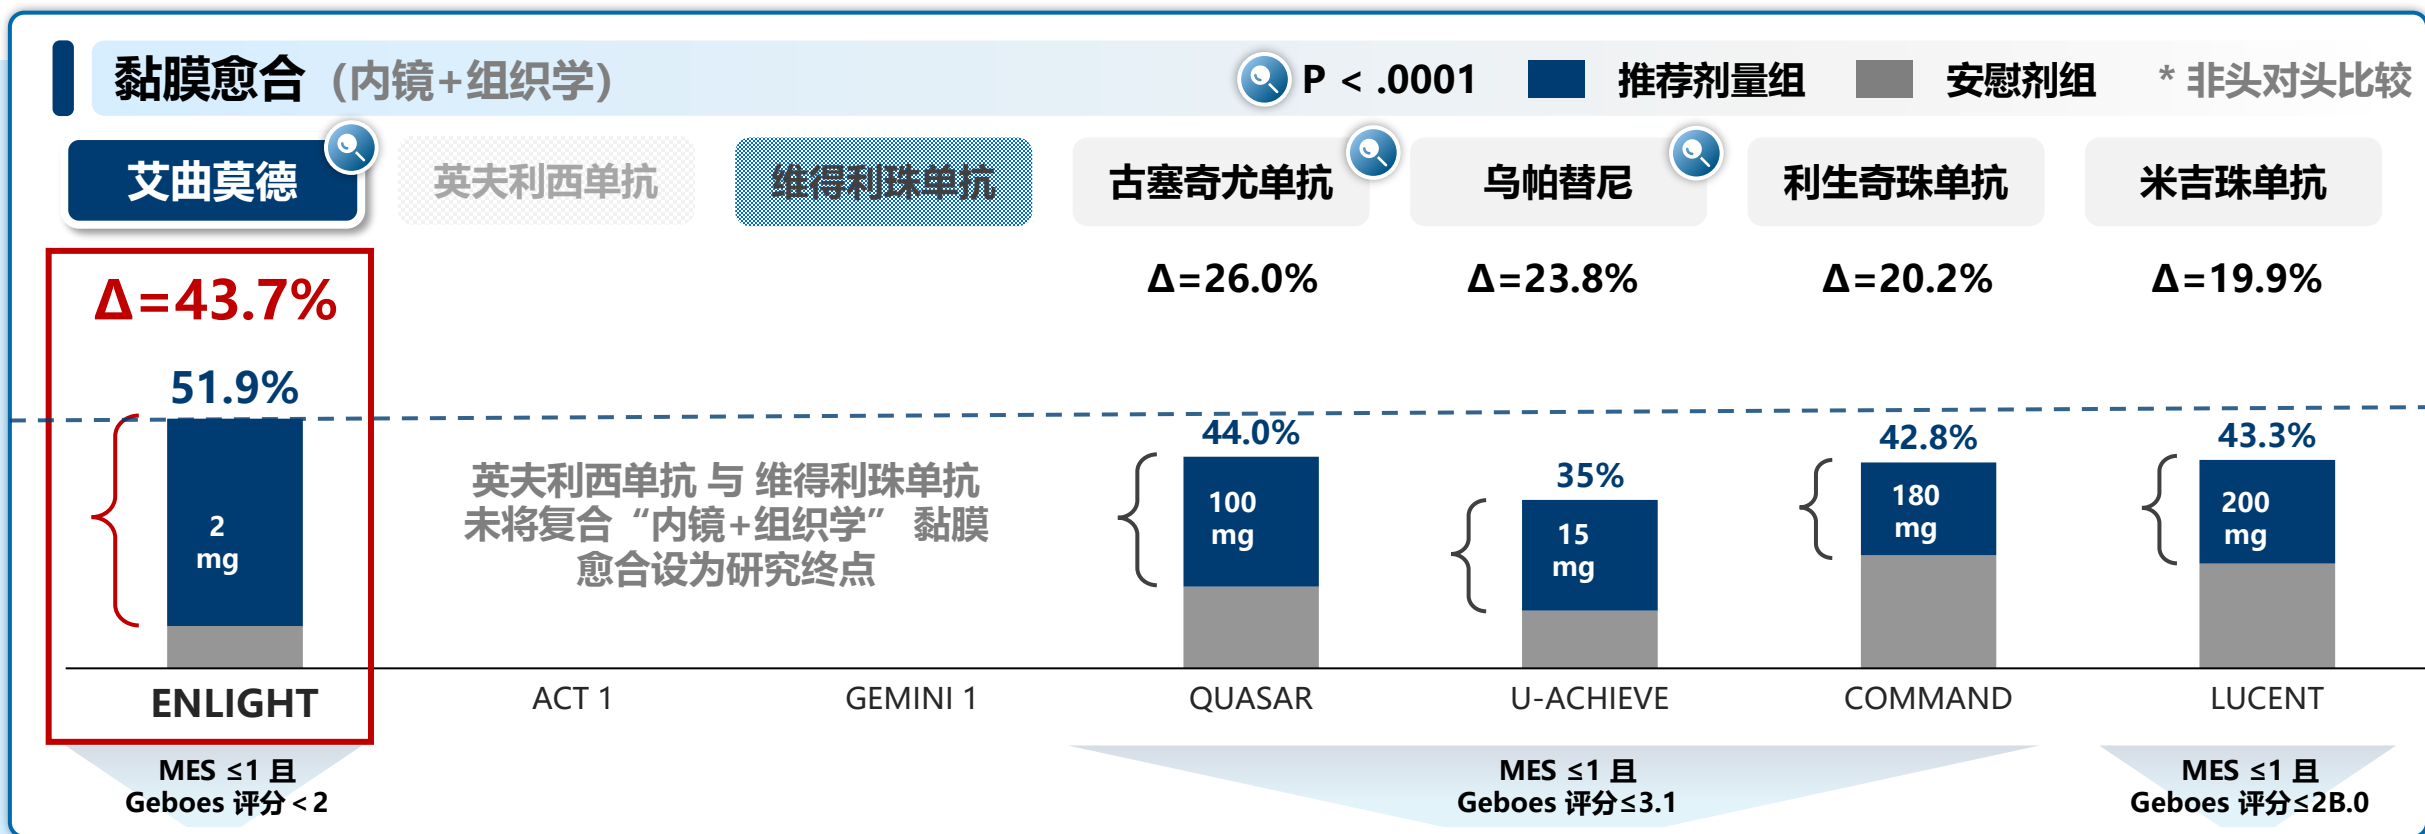 黏膜愈合 (内镜+组织学)
P < .0001 推荐剂量组 安慰剂组 * 非头对头比较
艾曲莫德 英夫利西单抗 维得利珠单抗 古塞奇尤单抗 乌帕替尼 利生奇珠单抗 米吉珠单抗
Δ=43.7% Δ=26.0% Δ=23.8% Δ=20.2% Δ=19.9%
51.9% 44.0% 35% 42.8% 43.3%
英夫利西单抗 与 维得利珠单抗
未将复合“内镜+组织学” 黏膜
愈合设为研究终点
2
mg
100
mg
15
mg
180
mg
200
mg
ENLIGHT ACT 1 GEMINI 1 QUASAR U-ACHIEVE COMMAND LUCENT
MES ≤1 且
Geboes 评分<2
MES ≤1 且
Geboes 评分≤3.1
MES ≤1 且
Geboes 评分≤2B.0